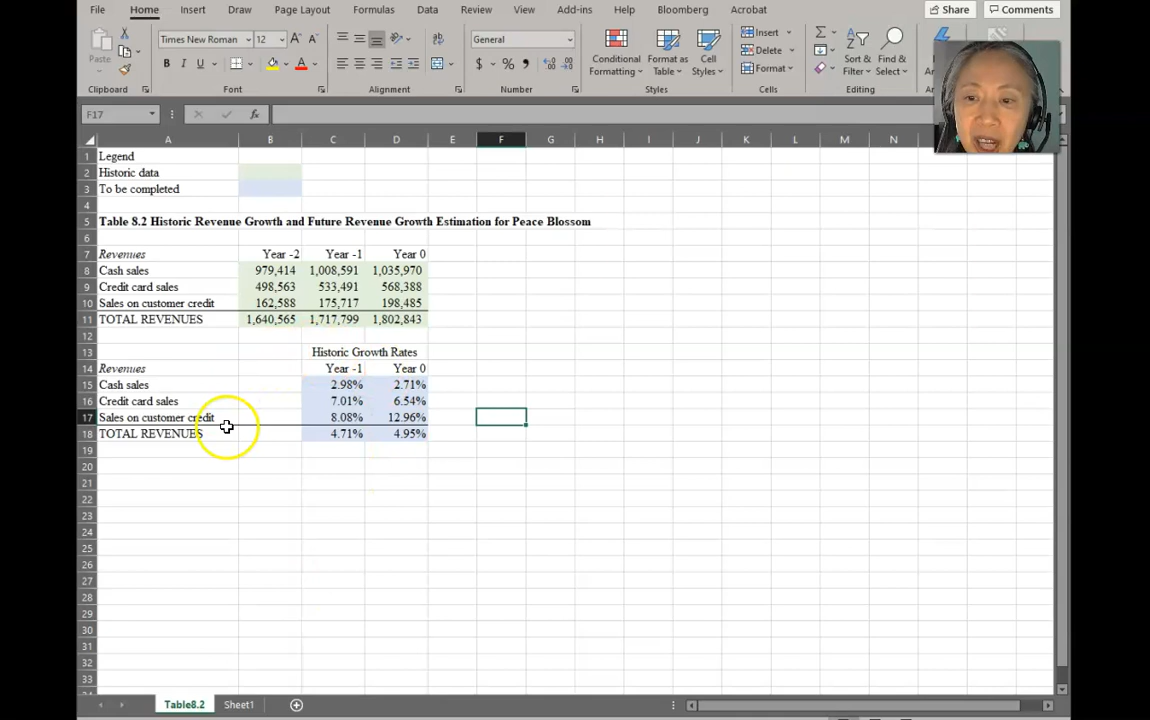 File Home Insert Draw Page Layout Formulas Data Review View Add-ins Help Bloomberg Acrobat Share Comments
Times New Roman 12 General Insert
Paste B I U $ % Conditional Format as Cell Delete Sort & Find &
Formatting Table Styles Format Filter Select
Clipboard Font Alignment Number Styles Cells Editing
F17 fx
A B C D E F G H I J K L M N
1 Legend
2 Historic data
3 To be completed
4
5 Table 8.2 Historic Revenue Growth and Future Revenue Growth Estimation for Peace Blossom
6
7 Revenues Year -2 Year -1 Year 0
8 Cash sales 979,414 1,008,591 1,035,970
9 Credit card sales 498,563 533,491 568,388
10 Sales on customer credit 162,588 175,717 198,485
11 TOTAL REVENUES 1,640,565 1,717,799 1,802,843
12
13 Historic Growth Rates
14 Revenues Year -1 Year 0
15 Cash sales 2.98% 2.71%
16 Credit card sales 7.01% 6.54%
17 Sales on customer credit 8.08% 12.96%
18 TOTAL REVENUES 4.71% 4.95%
19
20
21
22
23
24
25
26
27
28
29
30
31
32
33
Table8.2 Sheet1